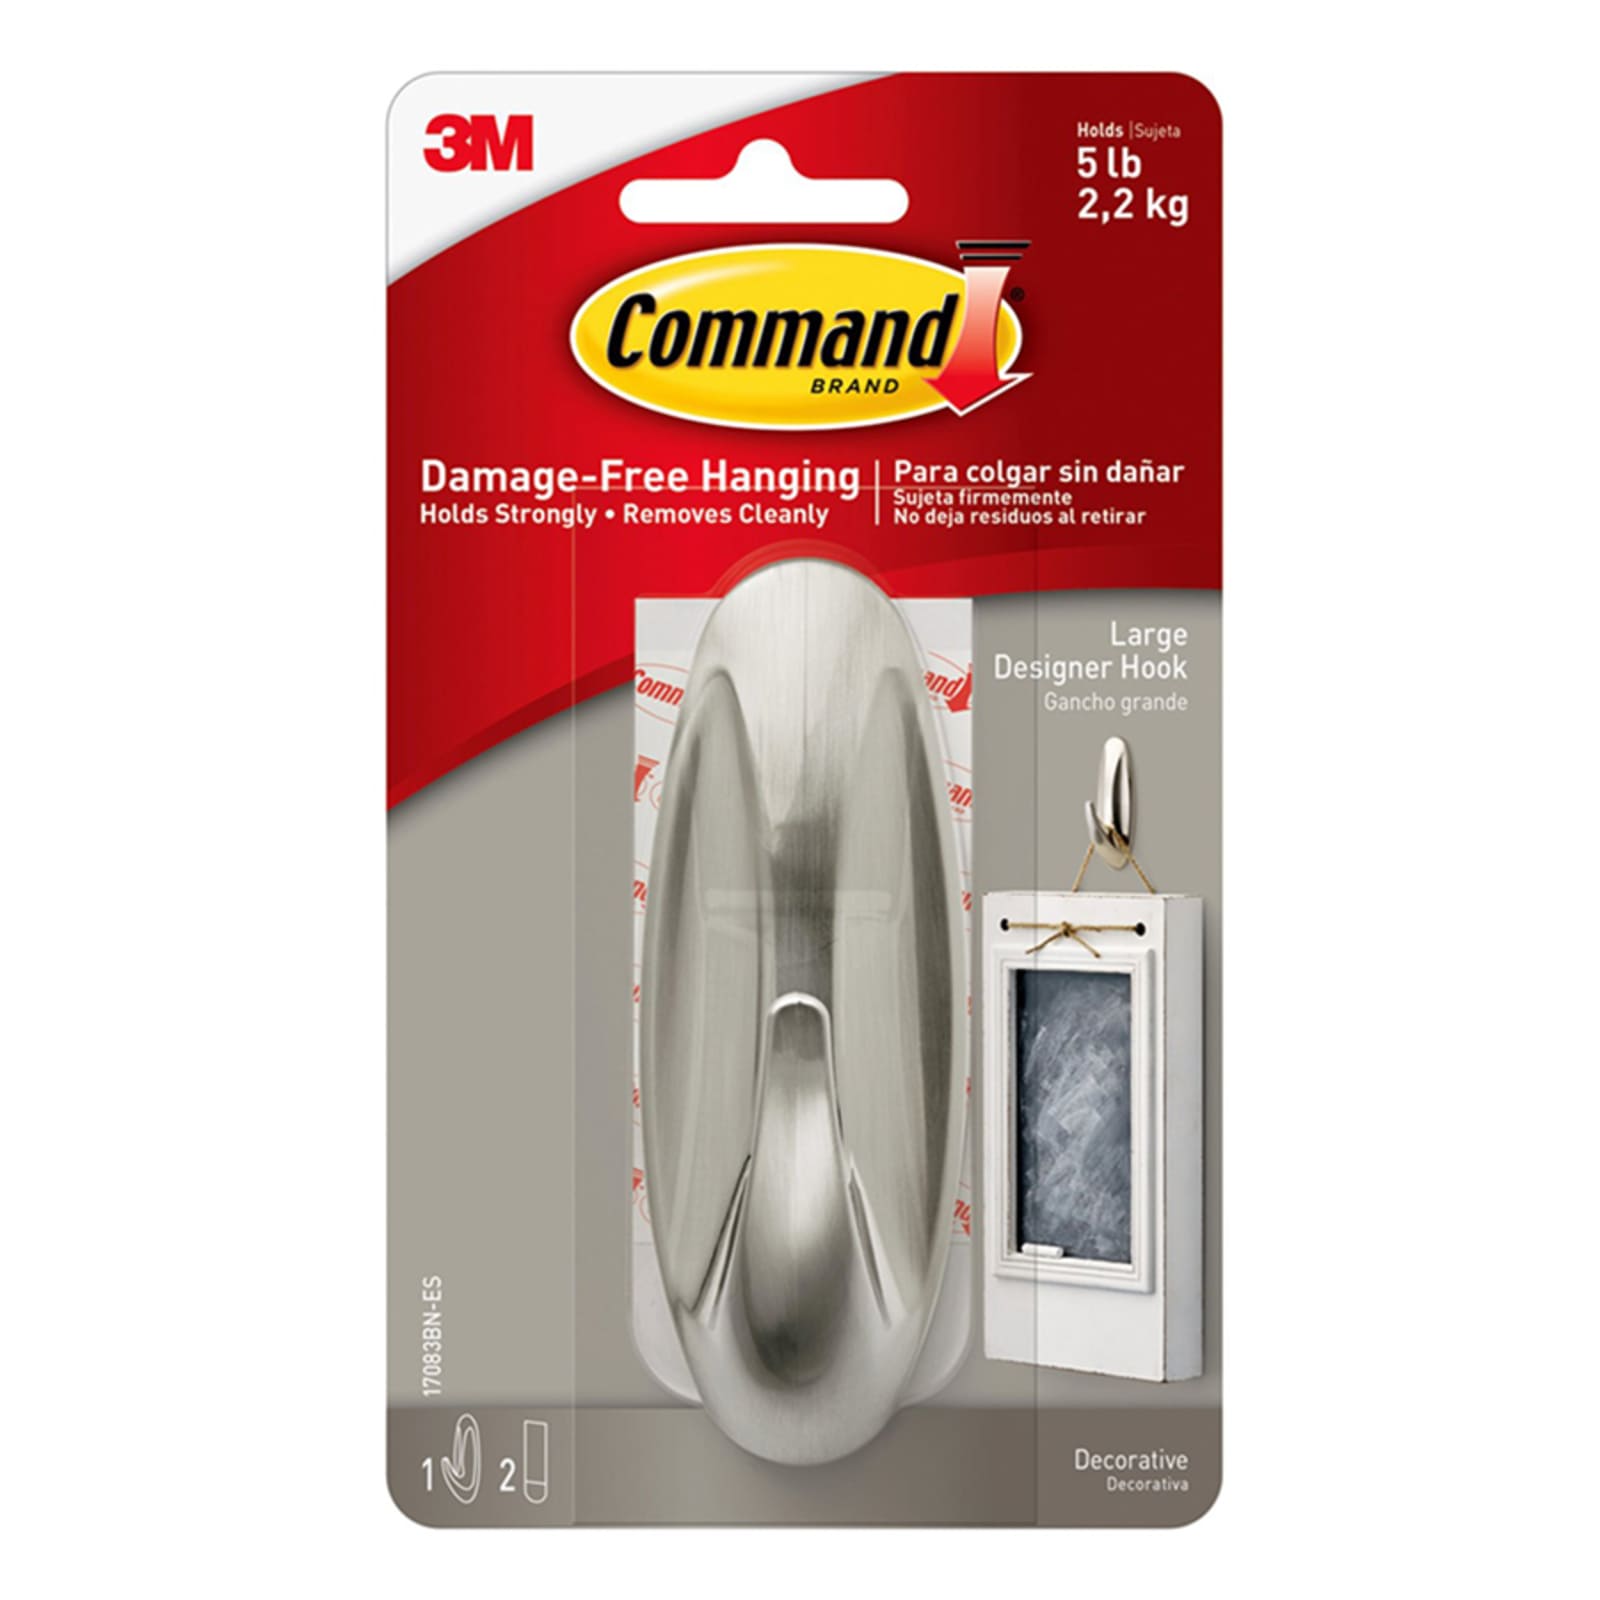 3M
Holds | Sujeta
5 lb
2,2 kg
Command
BRAND
®
Damage-Free Hanging
Holds Strongly • Removes Cleanly
Para colgar sin dañar
Sujeta firmemente
No deja residuos al retirar
Large
Designer Hook
Gancho grande
17083BN-ES
1
2
Decorative
Decorativa